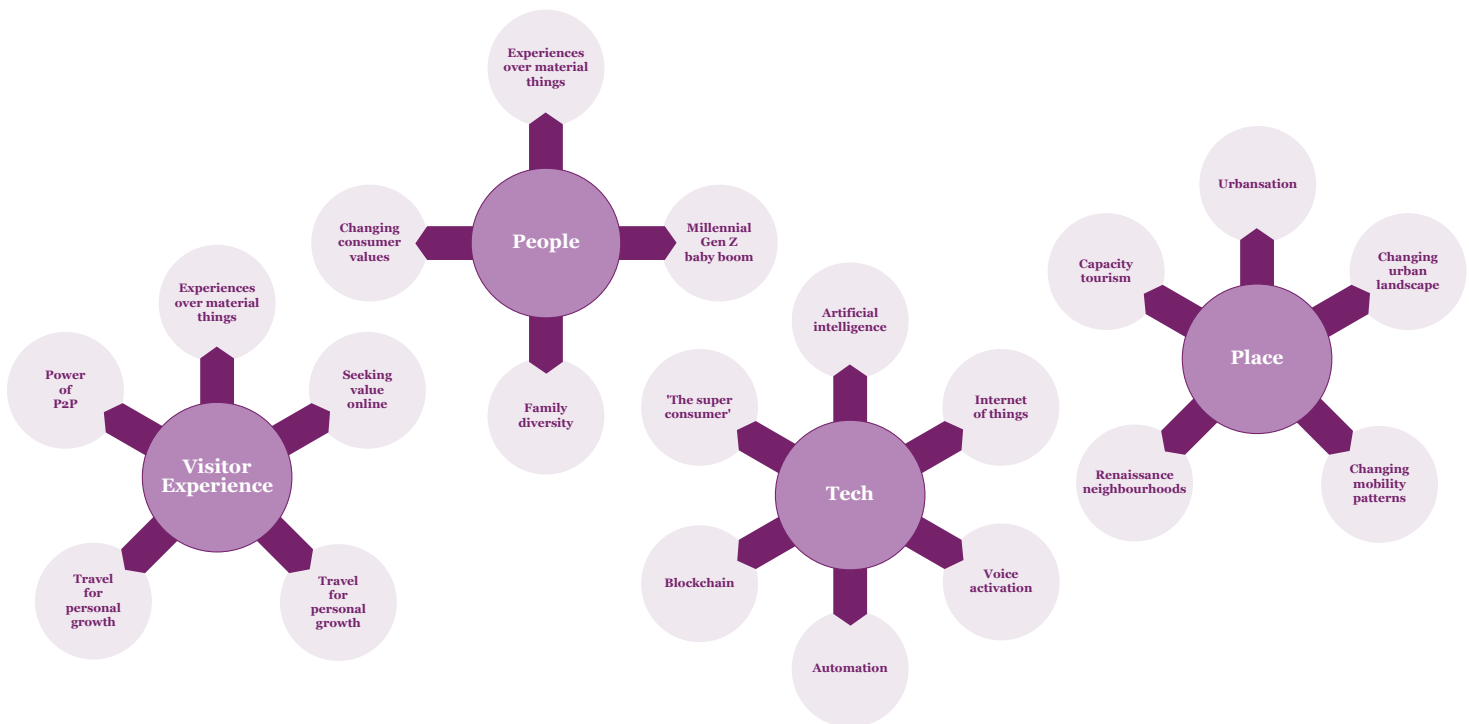 Visitor
Experience
Experiences
over material
things
Seeking
value
online
Travel
for
personal
growth
Travel
for
personal
growth
Power
of
P2P
People
Experiences
over material
things
Millennial
Gen Z
baby boom
Family
diversity
Changing
consumer
values
Tech
Artificial
intelligence
Internet
of things
Voice
activation
Automation
Blockchain
'The super
consumer'
Place
Urbansation
Changing
urban
landscape
Changing
mobility
patterns
Renaissance
neighbourhoods
Capacity
tourism